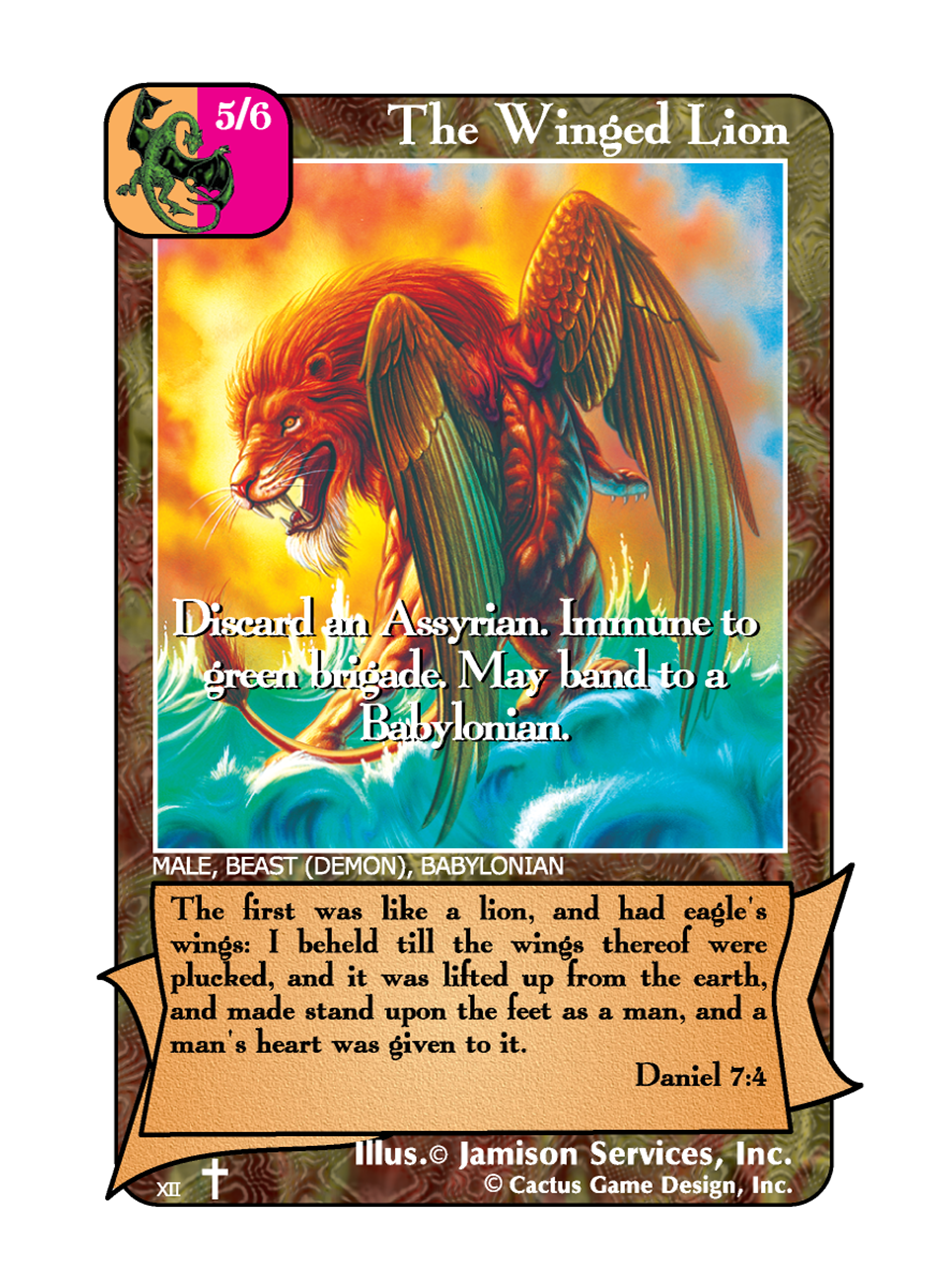 5/6
The Winged Lion
Discard an Assyrian. Immune to
green brigade. May band to a
Babylonian.
MALE, BEAST (DEMON), BABYLONIAN
The first was like a lion, and had eagle's
wings: I beheld till the wings thereof were
plucked, and it was lifted up from the earth,
and made stand upon the feet as a man, and a
man's heart was given to it.
Daniel 7:4
Illus.© Jamison Services, Inc.
XII
© Cactus Game Design, Inc.